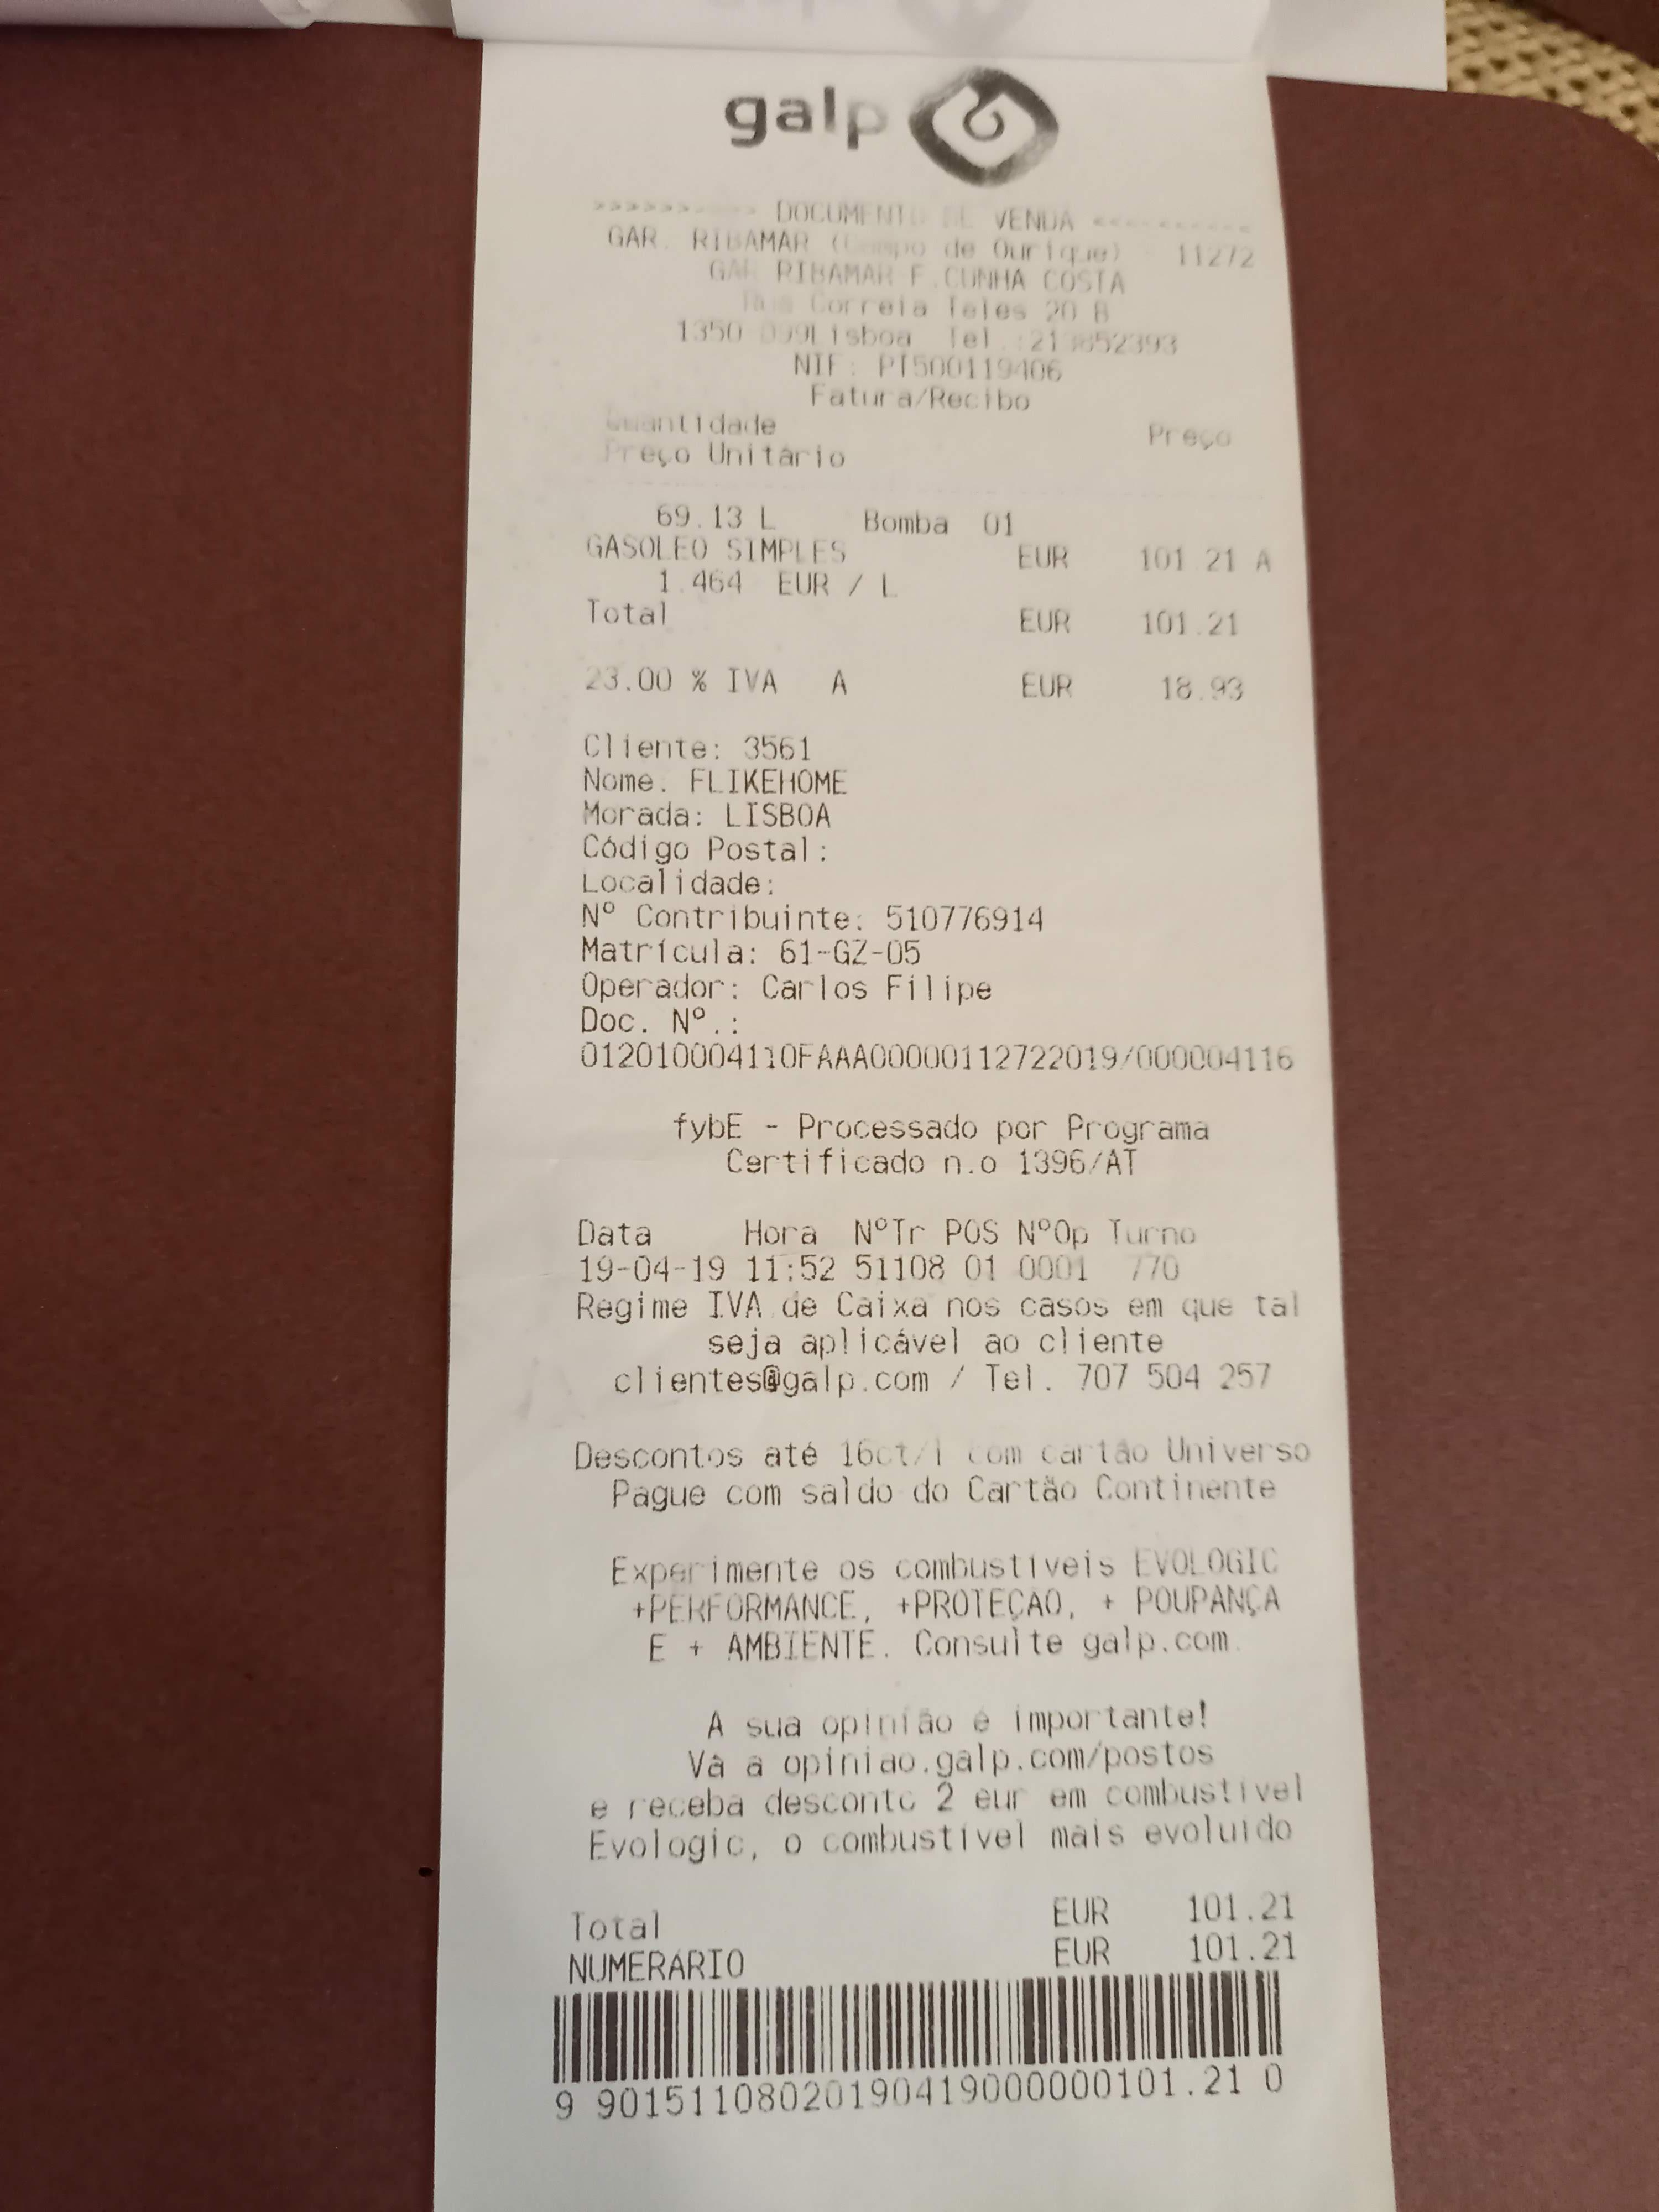 galp
>>>>>>>>>> DOCUMENTO DE VENDA <<<<<<<<<<
GAR. RIBAMAR (Campo de Ourique) - 11272
GAR RIBAMAR F.CUNHA COSTA
Rua Correia Teles 20 B
1350 099Lisboa Tel.:213852393
NIF: PT500119406
Fatura/Recibo
Quantidade Preço
Preço Unitário
69.13 L Bomba 01
GASOLEO SIMPLES EUR 101.21 A
1.464 EUR / L
Total EUR 101.21
23.00 % IVA A EUR 18.93
Cliente: 3561
Nome. FLIKEHOME
Morada: LISBOA
Código Postal:
Localidade:
Nº Contribuinte: 510776914
Matrícula: 61-GZ-05
Operador: Carlos Filipe
Doc. Nº.:
012010004110FAAA00000112722019/000004116
fybE - Processado por Programa
Certificado n.o 1396/AT
Data Hora NºTr POS NºOp Turno
19-04-19 11:52 51108 01 0001 770
Regime IVA de Caixa nos casos em que tal
seja aplicável ao cliente
clientes@galp.com / Tel. 707 504 257
Descontos até 16ct/l com cartão Universo
Pague com saldo do Cartão Continente
Experimente os combustíveis EVOLOGIC
+PERFORMANCE, +PROTEÇÃO, + POUPANÇA
E + AMBIENTE. Consulte galp.com.
A sua opinião é importante!
Vá a opiniao.galp.com/postos
e receba desconto 2 eur em combustível
Evologic, o combustível mais evoluído
Total EUR 101.21
NUMERÁRIO EUR 101.21
9 901511080201904190000000101.21 0